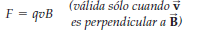 F = qvB (válida sólo cuando v⃗
es perpendicular a B⃗)